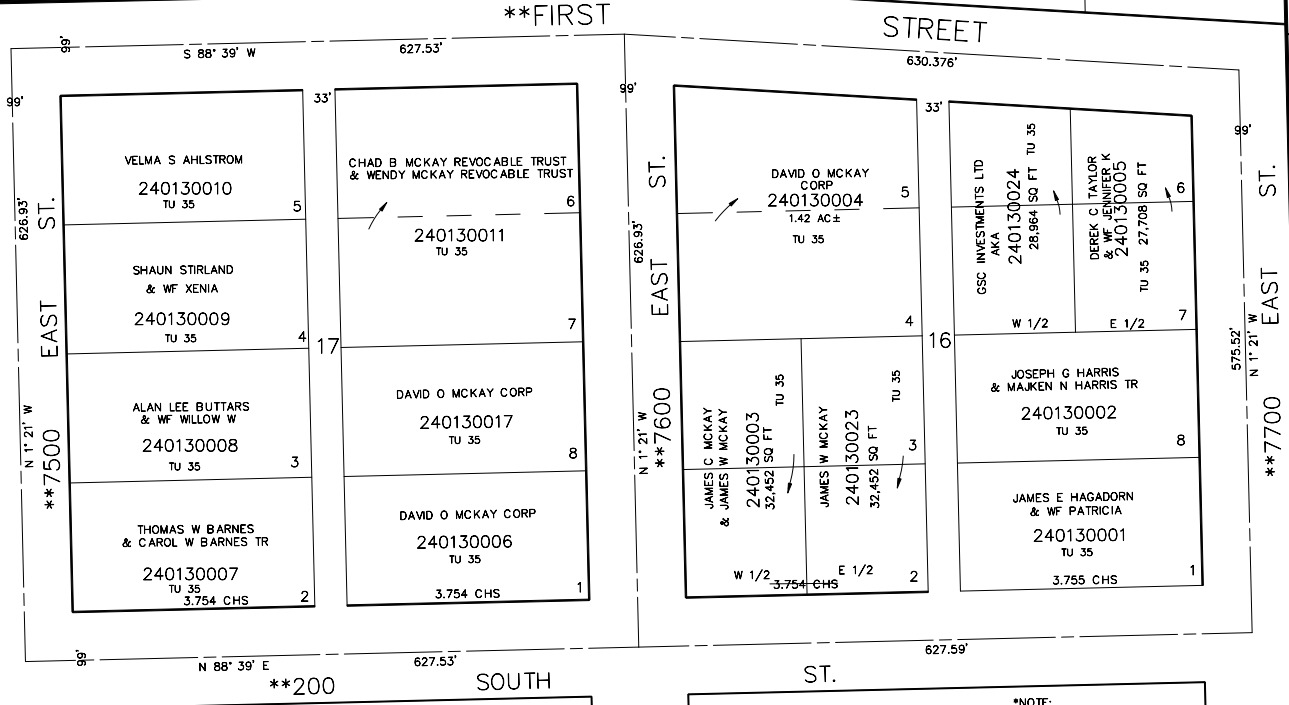 **FIRST STREET
S 88° 39' W
627.53'
630.376'
99'
99'
33'
99'
33'
99'
VELMA S AHLSTROM
240130010
TU 35
5
CHAD B MCKAY REVOCABLE TRUST
& WENDY MCKAY REVOCABLE TRUST
6
240130011
TU 35
7
DAVID O MCKAY
CORP
240130004
1.42 AC±
TU 35
5
4
GSC INVESTMENTS LTD
AKA
240130024
28,964 SQ FT TU 35
W 1/2
DEREK C TAYLOR
& WF JENNIFER K
240130005
TU 35 27,708 SQ FT
E 1/2
6
7
SHAUN STIRLAND
& WF XENIA
240130009
TU 35
4
17
16
ALAN LEE BUTTARS
& WF WILLOW W
240130008
TU 35
3
DAVID O MCKAY CORP
240130017
TU 35
8
JAMES C MCKAY
& JAMES W MCKAY
240130003
32,452 SQ FT
TU 35
W 1/2
JAMES W MCKAY
240130023
32,452 SQ FT
TU 35
E 1/2
3
2
3.754 CHS
JOSEPH G HARRIS
& MAJKEN N HARRIS TR
240130002
TU 35
8
THOMAS W BARNES
& CAROL W BARNES TR
240130007
TU 35
3.754 CHS
2
DAVID O MCKAY CORP
240130006
TU 35
3.754 CHS
1
JAMES E HAGADORN
& WF PATRICIA
240130001
TU 35
3.755 CHS
1
626.93'
N 1° 21' W
**7500 EAST ST.
626.93'
N 1° 21' W
**7600 EAST ST.
575.52'
N 1° 21' W
**7700 EAST ST.
99'
N 88° 39' E
627.53'
627.59'
**200 SOUTH ST.
*NOTE: